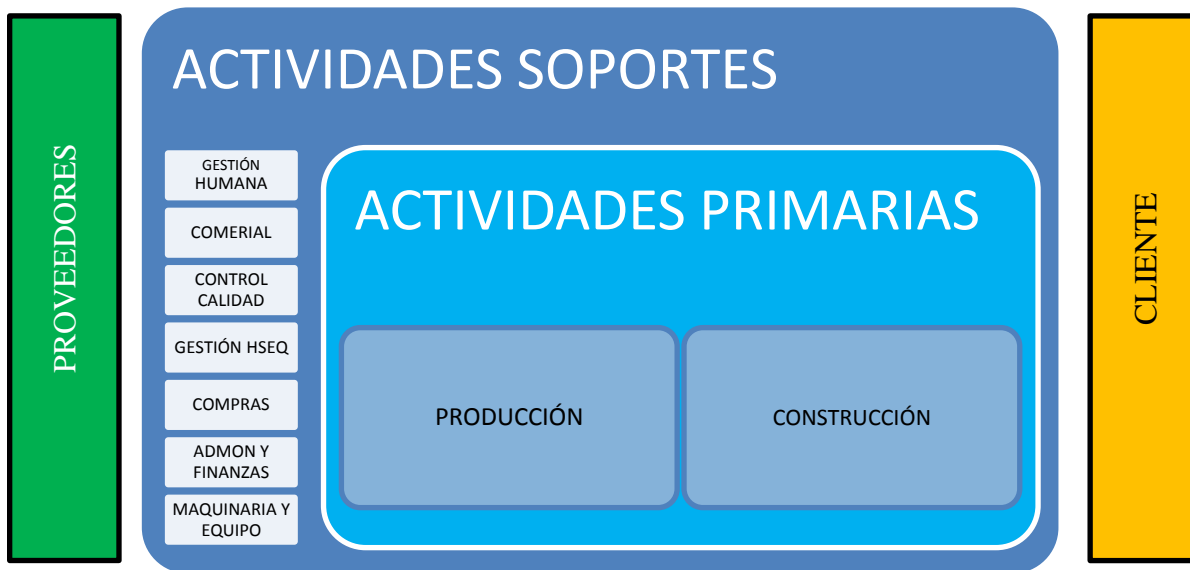 PROVEEDORES
ACTIVIDADES SOPORTES
GESTIÓN
HUMANA
COMERIAL
CONTROL
CALIDAD
GESTIÓN HSEQ
COMPRAS
ADMON Y
FINANZAS
MAQUINARIA Y
EQUIPO
ACTIVIDADES PRIMARIAS
PRODUCCIÓN
CONSTRUCCIÓN
CLIENTE